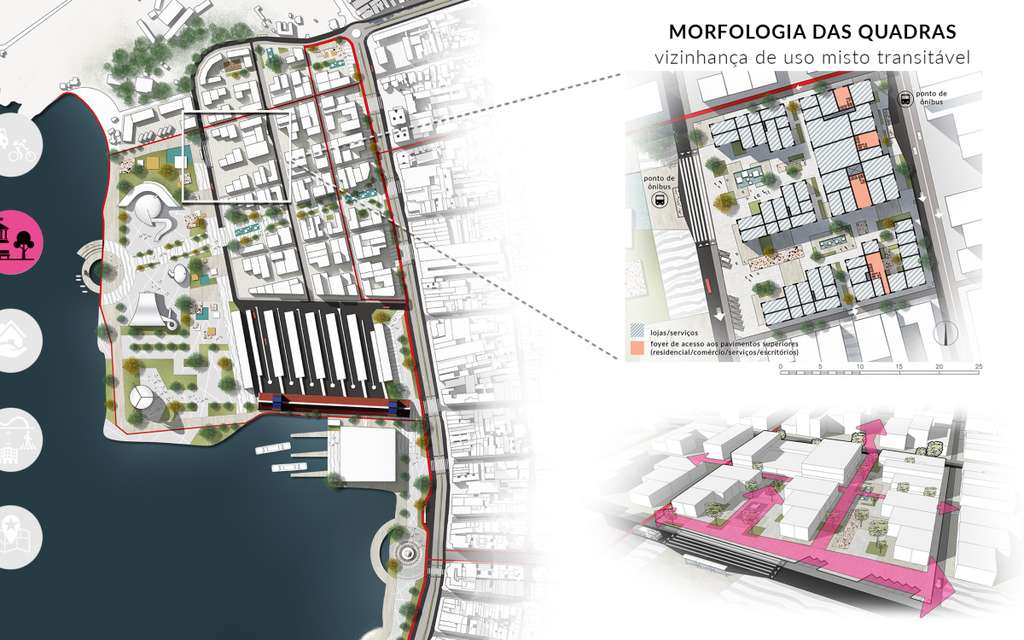 MORFOLOGIA DAS QUADRAS
vizinhança de uso misto transitável
ponto de
ônibus
ponto de
ônibus
lojas/serviços
foyer de acesso aos pavimentos superiores
(residencial/comércio/serviços/escritórios)
0 5 10 15 20 25